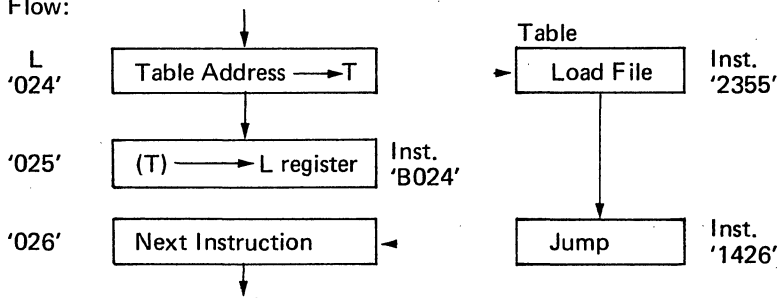 Flow:
L
'024'
Table Address → T
Table
Load File
Inst.
'2355'
'025'
(T) → L register
Inst.
'B024'
'026'
Next Instruction
Jump
Inst.
'1426'